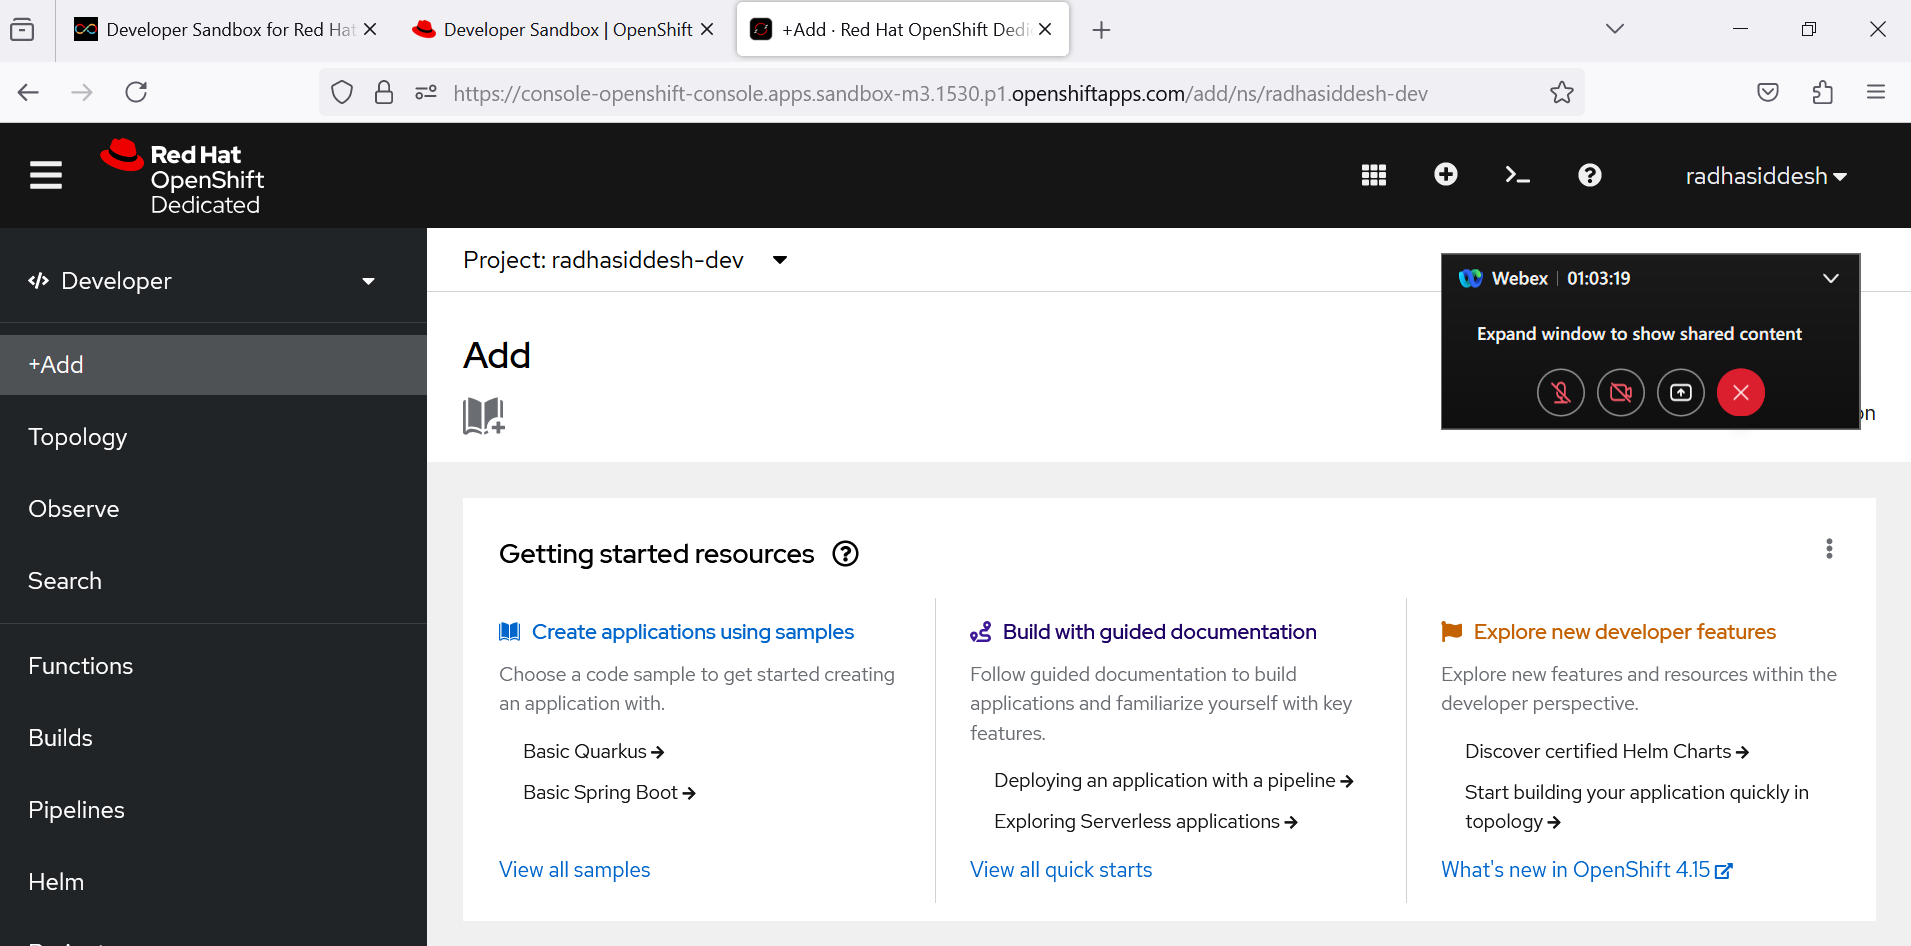 Developer Sandbox for Red Hat
Developer Sandbox | OpenShift
+Add · Red Hat OpenShift Dedi
https://console-openshift-console.apps.sandbox-m3.1530.p1.openshiftapps.com/add/ns/radhasiddesh-dev
Red Hat
OpenShift
Dedicated
radhasiddesh
Developer
+Add
Topology
Observe
Search
Functions
Builds
Pipelines
Helm
Project: radhasiddesh-dev
Webex | 01:03:19
Expand window to show shared content
Add
on
Getting started resources
Create applications using samples
Choose a code sample to get started creating
an application with.
Basic Quarkus
Basic Spring Boot
View all samples
Build with guided documentation
Follow guided documentation to build
applications and familiarize yourself with key
features.
Deploying an application with a pipeline
Exploring Serverless applications
View all quick starts
Explore new developer features
Explore new features and resources within the
developer perspective.
Discover certified Helm Charts
Start building your application quickly in
topology
What's new in OpenShift 4.15